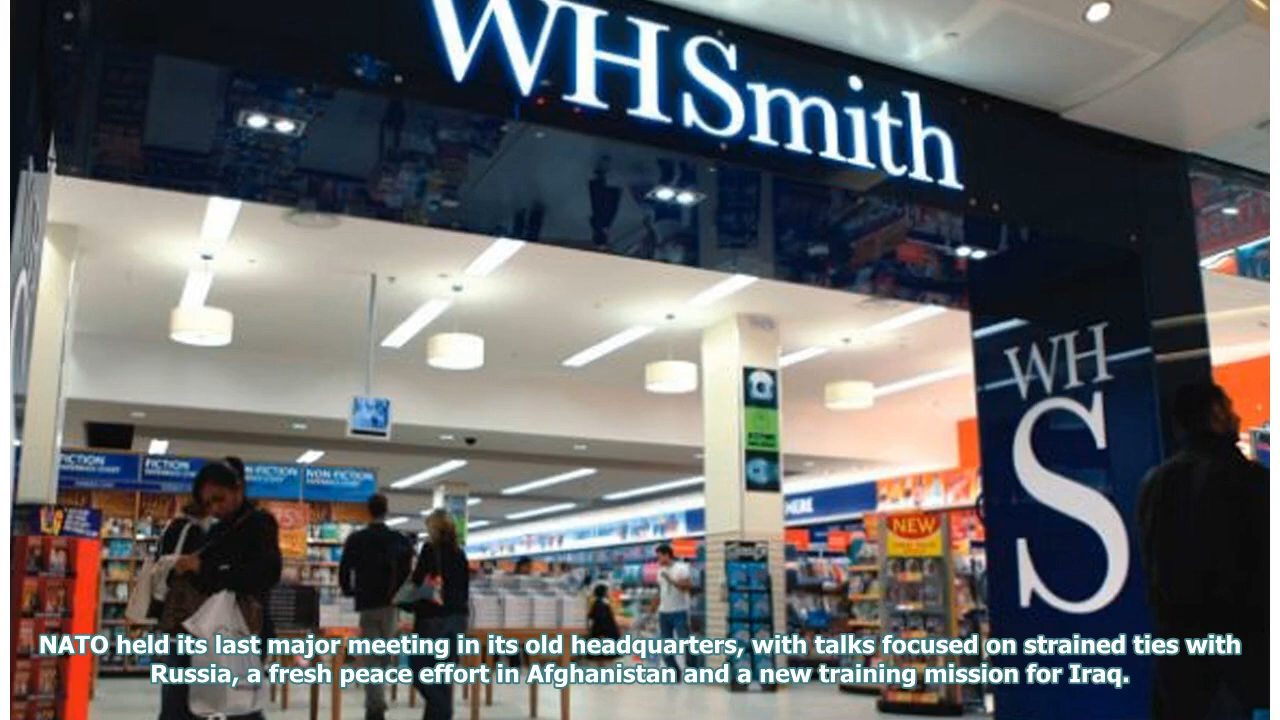 WHSmith
WH
S
FICTION
FICTION
NON-FICTION
NON-FICTION
HERE
NEW
NATO held its last major meeting in its old headquarters, with talks focused on strained ties with
Russia, a fresh peace effort in Afghanistan and a new training mission for Iraq.